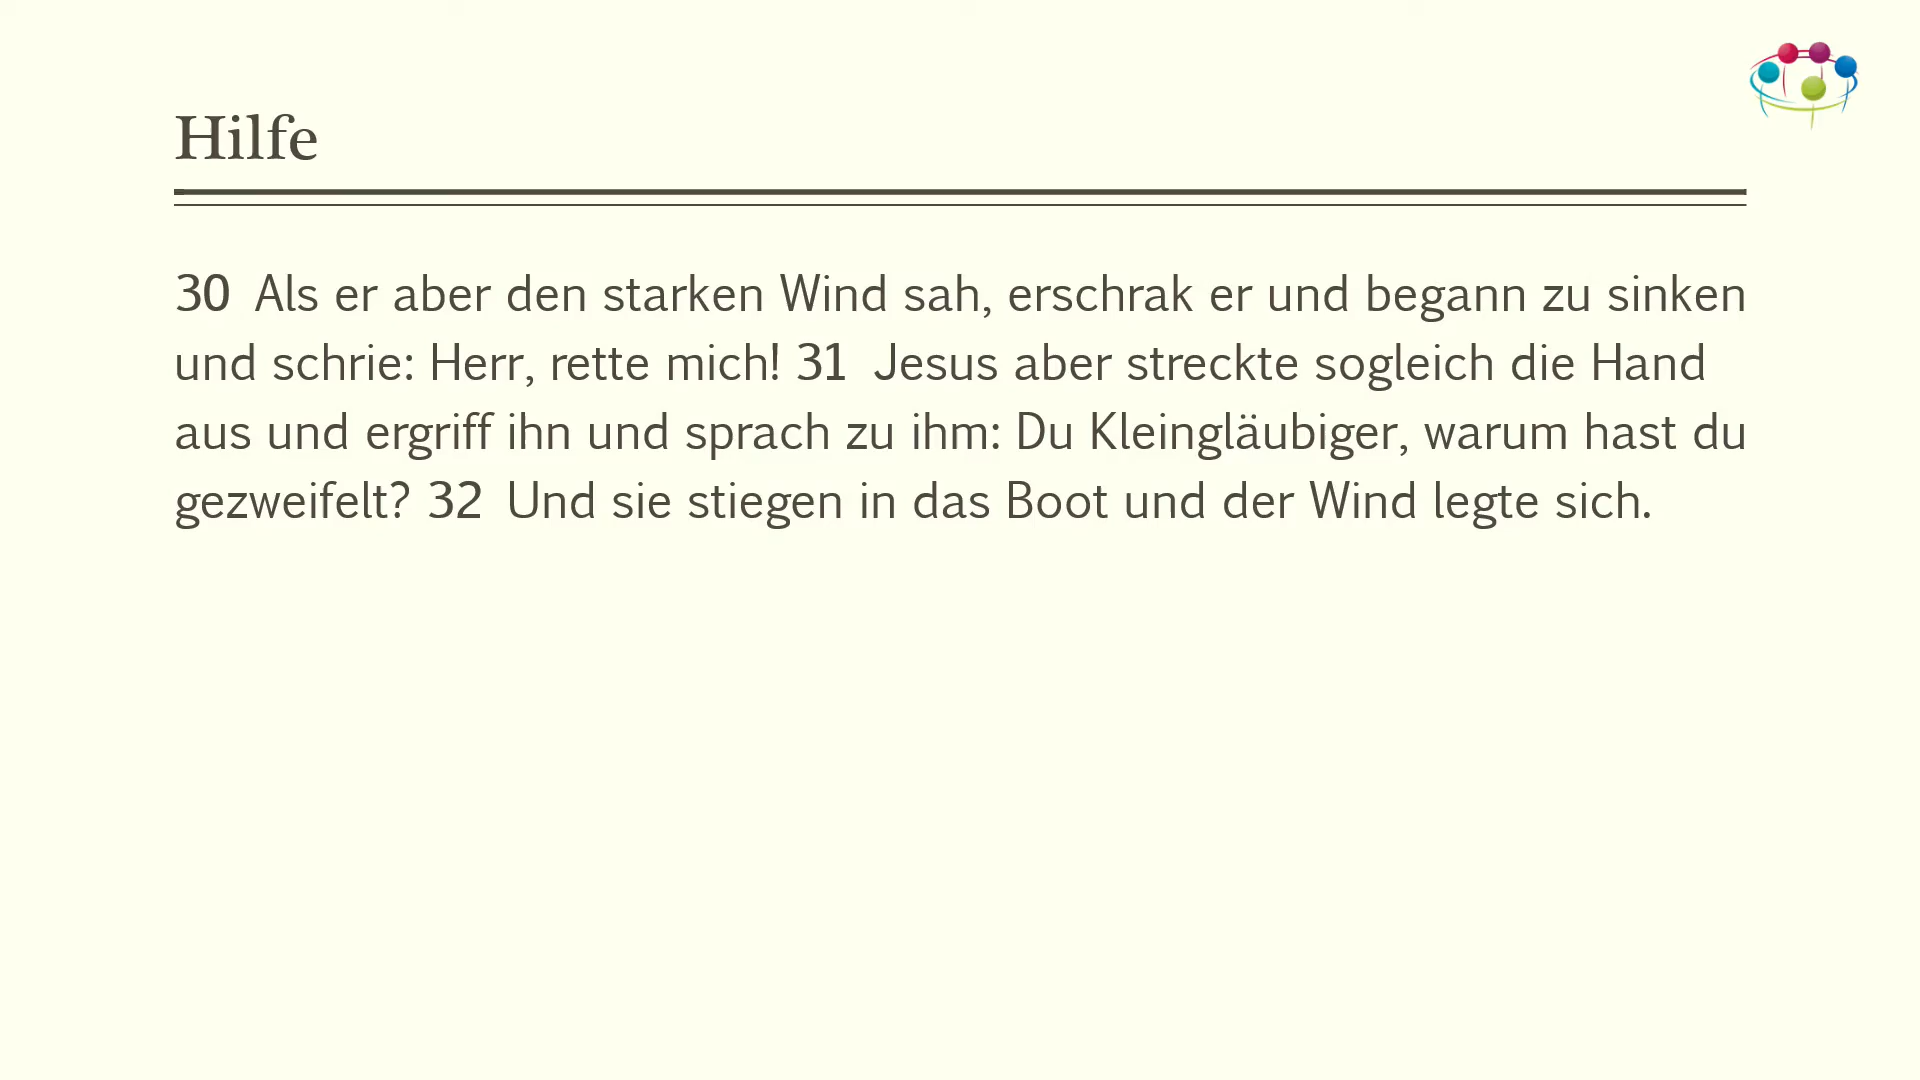 Hilfe
30 Als er aber den starken Wind sah, erschrak er und begann zu sinken
und schrie: Herr, rette mich! 31 Jesus aber streckte sogleich die Hand
aus und ergriff ihn und sprach zu ihm: Du Kleingläubiger, warum hast du
gezweifelt? 32 Und sie stiegen in das Boot und der Wind legte sich.